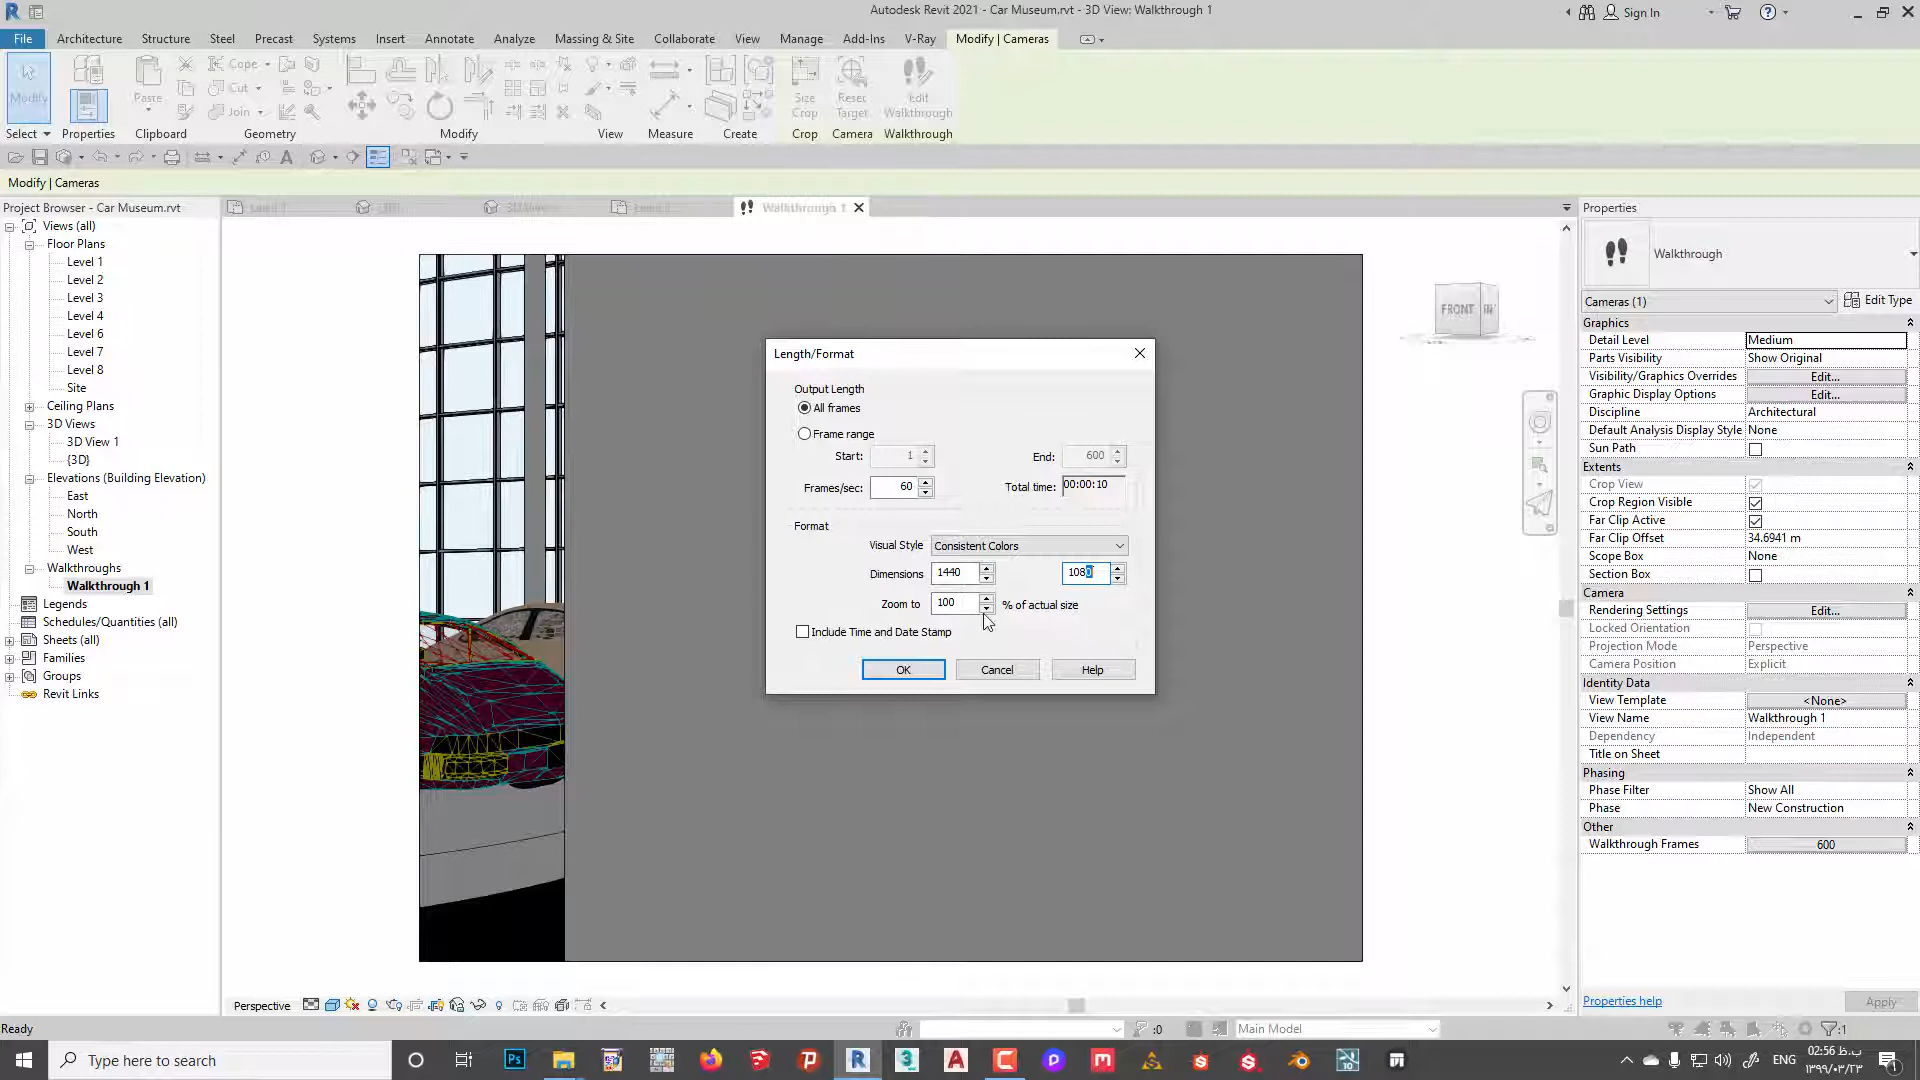 Autodesk Revit 2021 - Car Museum.rvt - 3D View: Walkthrough 1
Sign In
File Architecture Structure Steel Precast Systems Insert Annotate Analyze Massing & Site Collaborate View Manage Add-Ins V-Ray Modify | Cameras
Modify
Paste
Cope
Cut
Join
Size Crop
Reset Target
Edit Walkthrough
Select Properties Clipboard Geometry Modify View Measure Create Crop Camera Walkthrough
Modify | Cameras
Project Browser - Car Museum.rvt
Walkthrough 1
Properties
Views (all)
Floor Plans
Level 1
Level 2
Level 3
Level 4
Level 6
Level 7
Level 8
Site
Ceiling Plans
3D Views
3D View 1
{3D}
Elevations (Building Elevation)
East
North
South
West
Walkthroughs
Walkthrough 1
Legends
Schedules/Quantities (all)
Sheets (all)
Families
Groups
Revit Links
FRONT
Length/Format
Output Length
All frames
Frame range
Start: 1 End: 600
Frames/sec: 60 Total time: 00:00:10
Format
Visual Style Consistent Colors
Dimensions 1440 1080
Zoom to 100 % of actual size
Include Time and Date Stamp
OK Cancel Help
Walkthrough
Cameras (1) Edit Type
Graphics
Detail Level Medium
Parts Visibility Show Original
Visibility/Graphics Overrides Edit...
Graphic Display Options Edit...
Discipline Architectural
Default Analysis Display Style None
Sun Path
Extents
Crop View
Crop Region Visible
Far Clip Active
Far Clip Offset 34.6941 m
Scope Box None
Section Box
Camera
Rendering Settings Edit...
Locked Orientation
Projection Mode Perspective
Camera Position Explicit
Identity Data
View Template <None>
View Name Walkthrough 1
Dependency Independent
Title on Sheet
Phasing
Phase Filter Show All
Phase New Construction
Other
Walkthrough Frames 600
Properties help Apply
Perspective
Ready
:0
Main Model
:1
Type here to search
ENG
02:56 ب.ظ
۱۳۹۹/۰۳/۲۳